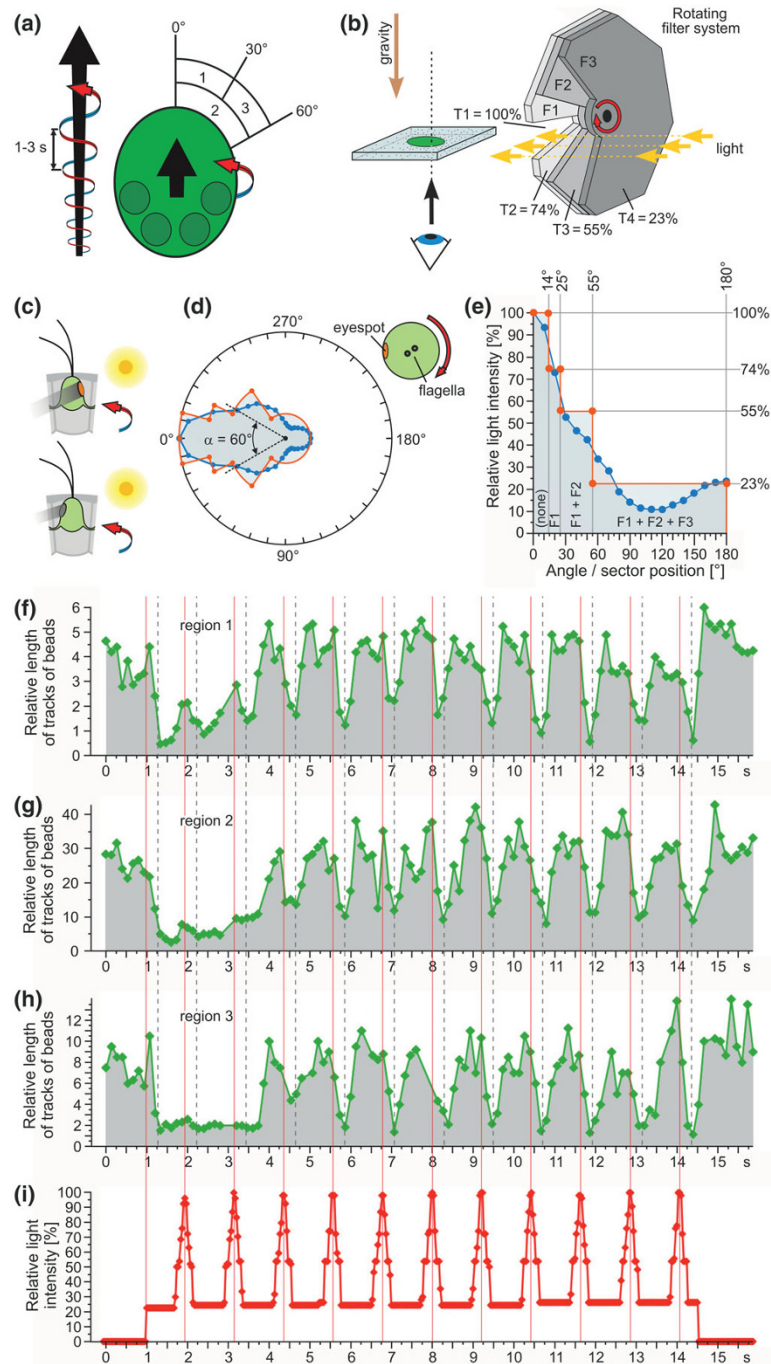 (a)
0°
30°
60°
1
2
3
1-3 s
(b)
gravity
Rotating
filter system
F3
F2
F1
T1 = 100%
light
T2 = 74%
T3 = 55%
T4 = 23%
(c)
(d)
270°
eyespot
flagella
0°
α = 60°
180°
90°
(e)
14°
25°
55°
180°
Relative light intensity [%]
100
90
80
70
60
50
40
30
20
10
0
100%
74%
55%
23%
(none)
F1
F1 + F2
F1 + F2 + F3
0 30 60 90 120 150 180
Angle / sector position [°]
(f)
region 1
Relative length
of tracks of beads
6
5
4
3
2
1
0
0 1 2 3 4 5 6 7 8 9 10 11 12 13 14 15 s
(g)
region 2
Relative length
of tracks of beads
40
30
20
10
0
0 1 2 3 4 5 6 7 8 9 10 11 12 13 14 15 s
(h)
region 3
Relative length
of tracks of beads
12
10
8
6
4
2
0
0 1 2 3 4 5 6 7 8 9 10 11 12 13 14 15 s
(i)
Relative light
intensity [%]
100
90
80
70
60
50
40
30
20
10
0
0 1 2 3 4 5 6 7 8 9 10 11 12 13 14 15 s